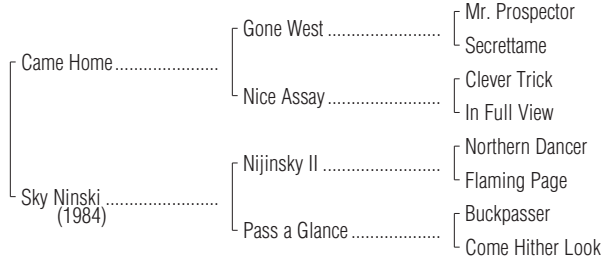 Mr. Prospector
Gone West
Secrettame
Came Home
Clever Trick
Nice Assay
In Full View
Northern Dancer
Nijinsky II
Flaming Page
Sky Ninski
(1984)
Buckpasser
Pass a Glance
Come Hither Look